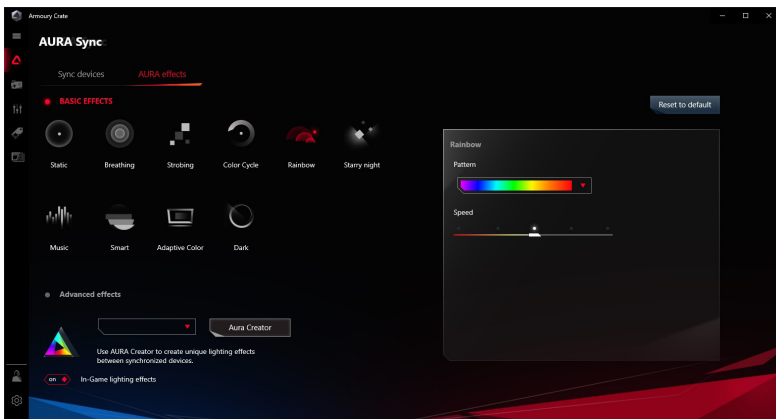 Armoury Crate
AURA Sync
Sync devices
AURA effects
BASIC EFFECTS
Reset to default
Static
Breathing
Strobing
Color Cycle
Rainbow
Starry night
Music
Smart
Adaptive Color
Dark
Rainbow
Pattern
Speed
Advanced effects
Aura Creator
Use AURA Creator to create unique lighting effects
between synchronized devices.
on
In-Game lighting effects